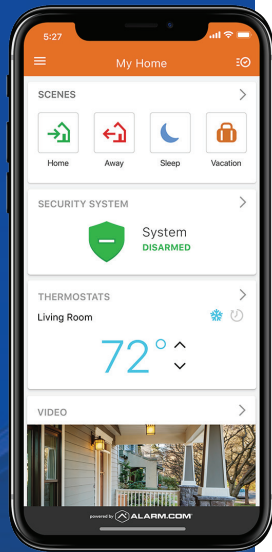 5:27
My Home
SCENES
Home Away Sleep Vacation
SECURITY SYSTEM
System
DISARMED
THERMOSTATS
Living Room
72°
VIDEO
powered by ALARM.COM